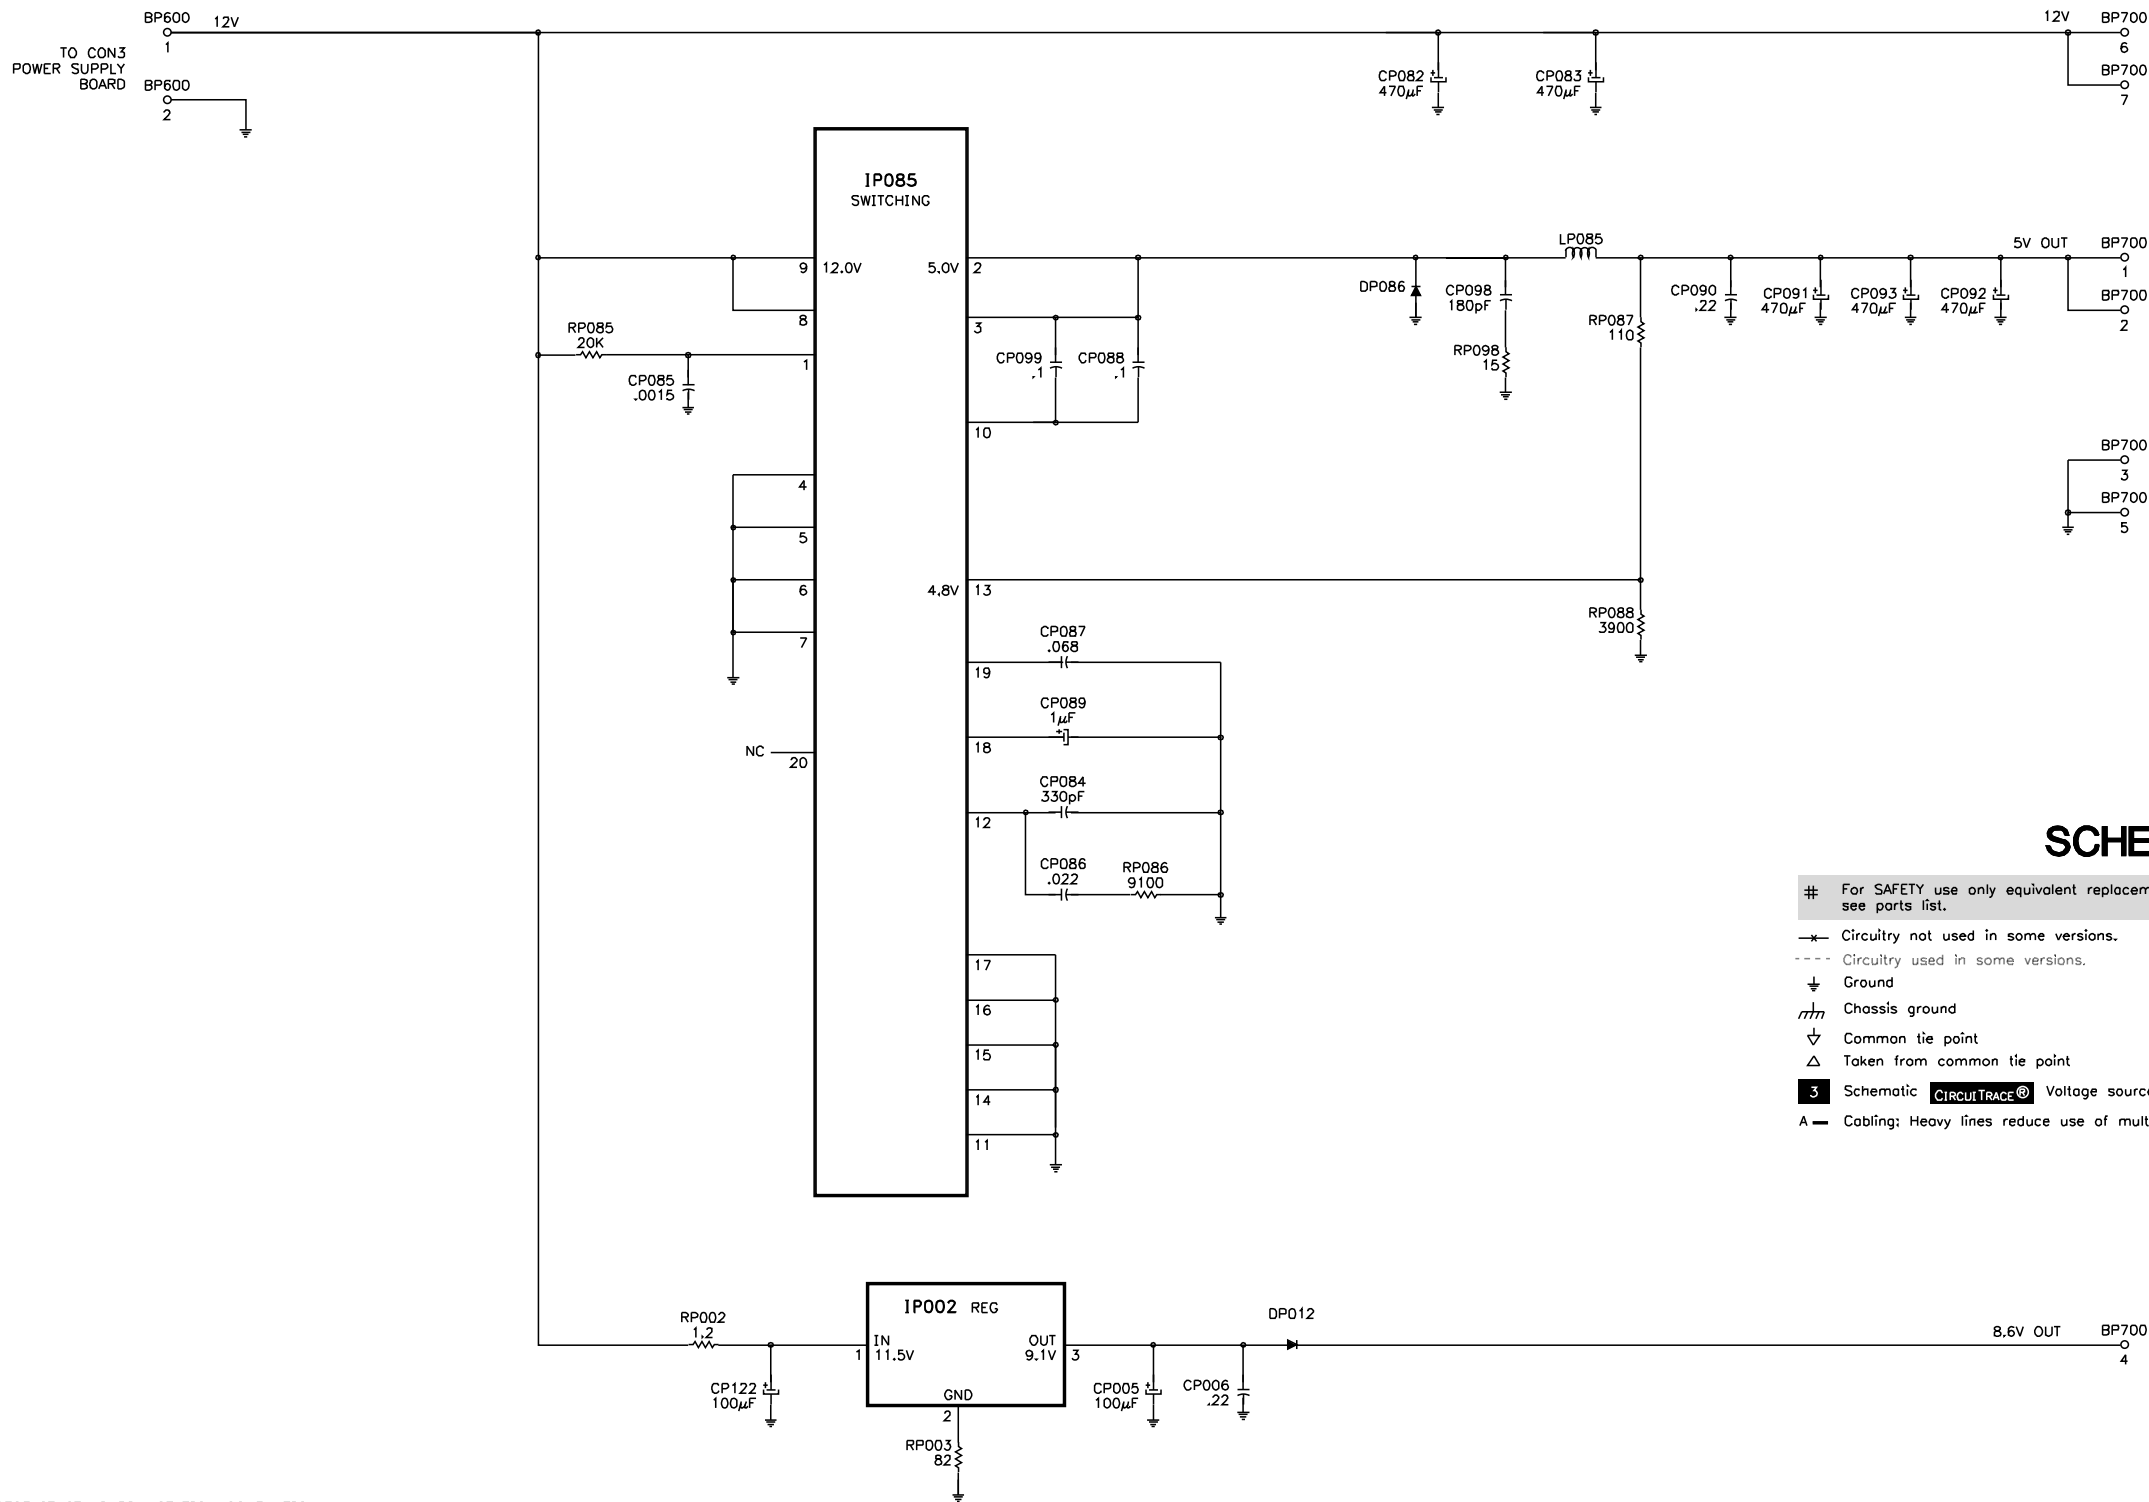 BP600 12V
1
TO CON3
POWER SUPPLY
BOARD
BP600
2
12V BP700
6
BP700
7
CP082
470µF
CP083
470µF
IP085
SWITCHING
9 12.0V
8
1
4
5
6
7
NC
20
5.0V 2
3
10
4.8V 13
19
18
12
17
16
15
14
11
RP085
20K
CP085
.0015
CP099
.1
CP088
.1
DP086
CP098
180pF
RP098
15
LP085
RP087
110
CP090
.22
CP091
470µF
CP093
470µF
CP092
470µF
5V OUT BP700
1
BP700
2
BP700
3
BP700
5
RP088
3900
CP087
.068
CP089
1µF
CP084
330pF
CP086
.022
RP086
9100
SCHE
# For SAFETY use only equivalent replacem
see parts list.
Circuitry not used in some versions.
Circuitry used in some versions.
Ground
Chassis ground
Common tie point
Taken from common tie point
3 Schematic CIRCUITRACE® Voltage source
A Cabling; Heavy lines reduce use of mult
RP002
1.2
CP122
100µF
IP002 REG
IN
1 11.5V
OUT
9.1V 3
GND
2
RP003
82
CP005
100µF
CP006
.22
DP012
8.6V OUT BP700
4